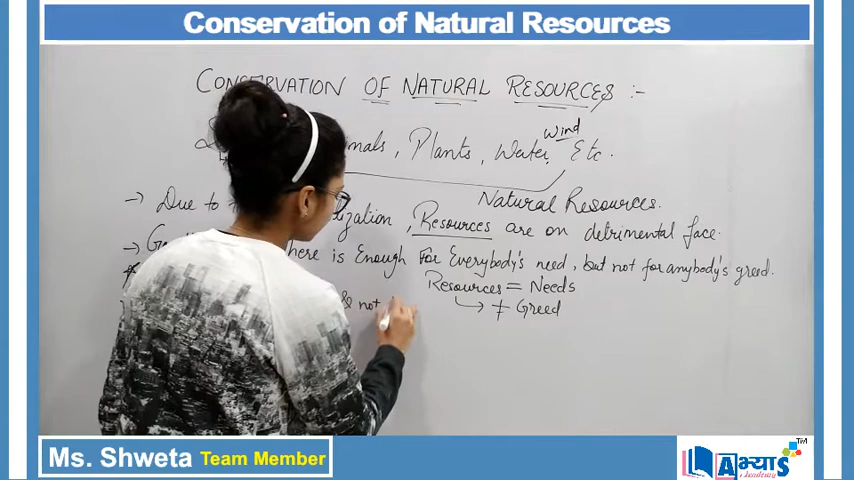 Conservation of Natural Resources
CONSERVATION OF NATURAL RESOURCES :-
Plants, Water, Etc.
wind
Natural Resources.
→ Due to , Resources are on detrimental face.
→ here is Enough For Everybody's need, but not for anybody's greed.
Resources = Needs
& not
↳ ≠ Greed
Ms. Shweta Team Member
Aभ्याS
Academy
TM